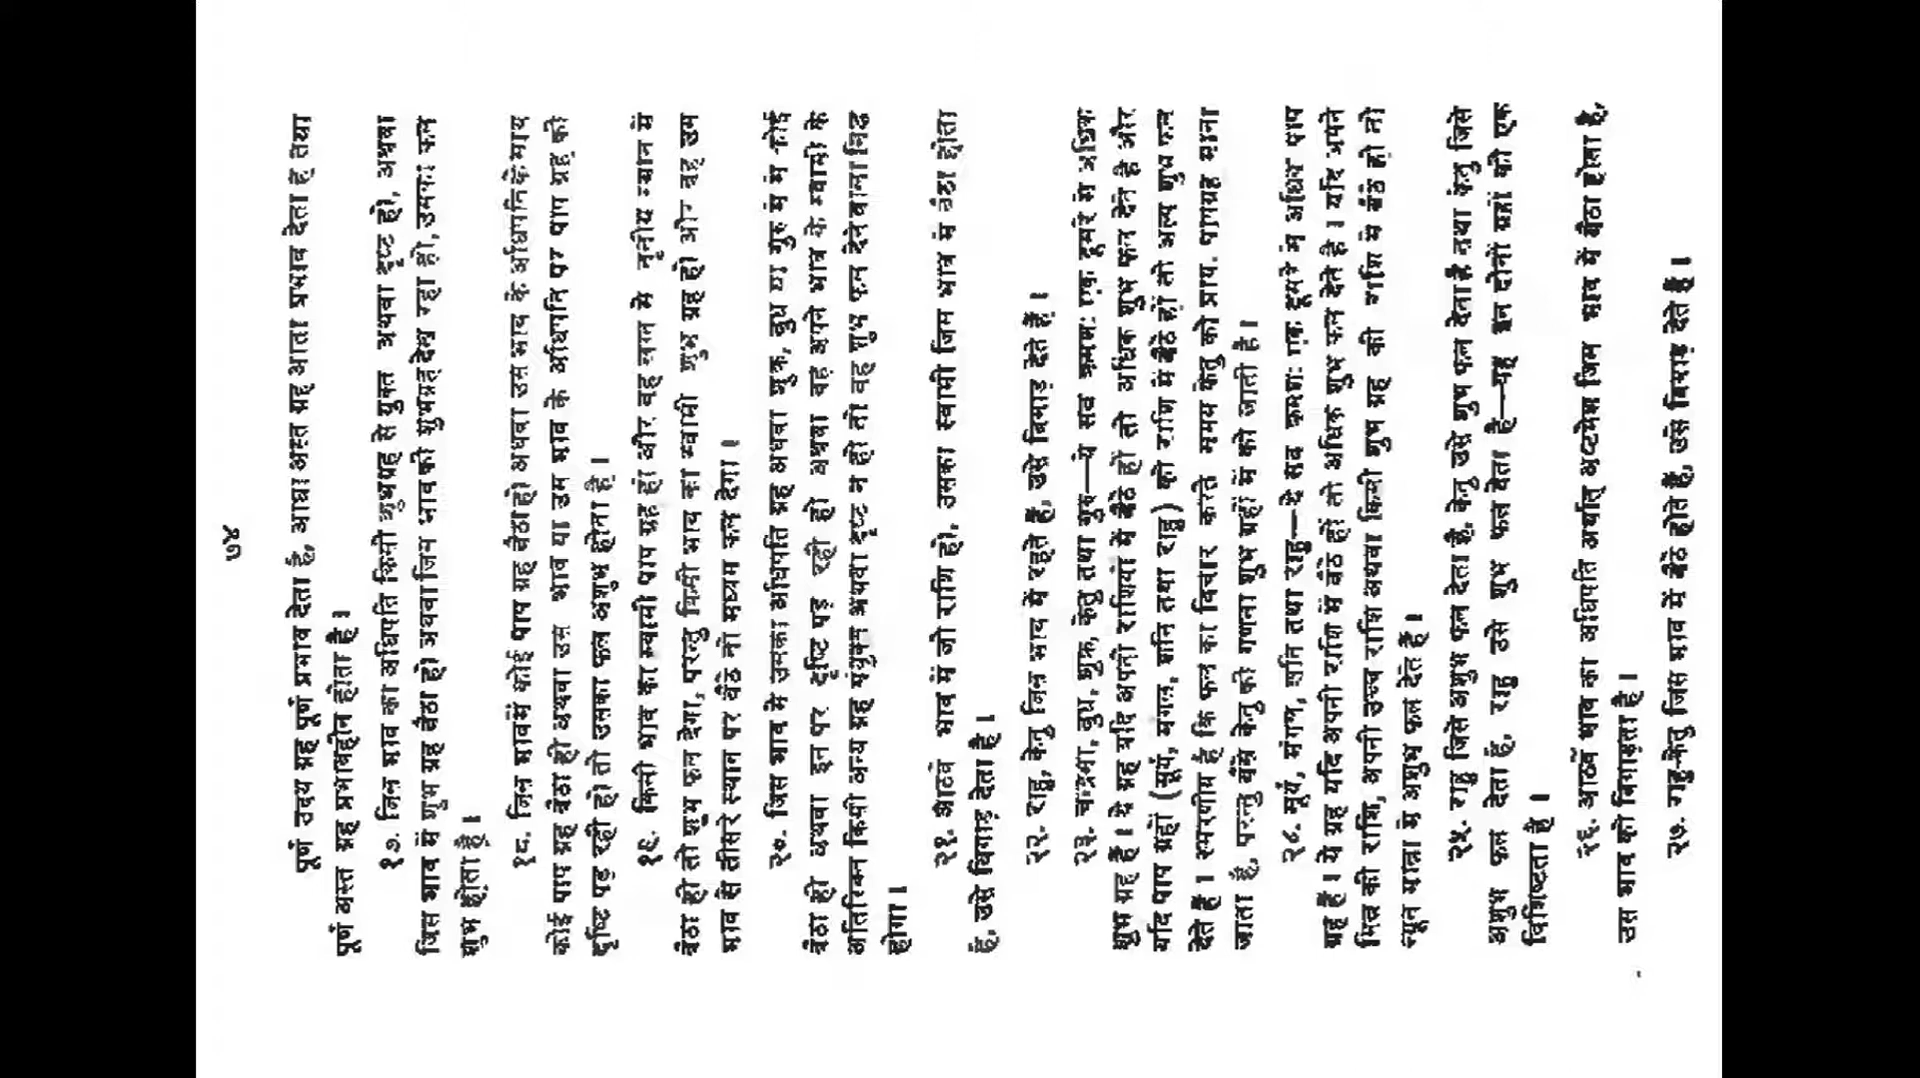 ७४
पूर्ण उदय ग्रह पूर्ण प्रभाव देता है, आधा अस्त ग्रह आधा प्रभाव देता है तथा
पूर्ण अस्त ग्रह प्रभावहीन होता है।
१७. जिस भाव का अधिपति किसी शुभग्रह से युक्त अथवा दृष्ट हो, अथवा
जिस भाव में शुभ ग्रह बैठा हो अथवा जिस भाव को शुभग्रह देख रहा हो, उसका फल
शुभ होता है।
१८. जिस भावमें कोई पाप ग्रह बैठा हो अथवा उस भाव के अधिपतिके साथ
कोई पाप ग्रह बैठा हो अथवा उस भाव या उस भाव के अधिपति पर पाप ग्रह की
दृष्टि पड़ रही हो तो उसका फल अशुभ होता है।
१९. किसी भाव का स्वामी पाप ग्रह हो और वह लग्न से तृतीय स्थान में
बैठा हो तो शुभ फल देगा, परन्तु किसी भाव का स्वामी शुभ ग्रह हो और वह उस
भाव से तीसरे स्थान पर बैठे तो मध्यम फल देगा।
२०. जिस भाव में उसका अधिपति ग्रह अथवा शुक्र, बुध या गुरु में से कोई
बैठा हो अथवा इन पर दृष्टि पड़ रही हो अथवा वह अपने भाव के स्वामी के
अतिरिक्त किसी अन्य ग्रह संयुक्त अथवा दृष्ट न हो तो वह शुभ फल देने वाला सिद्ध
होगा।
२१. आठवें भाव में जो राशि हो, उसका स्वामी जिस भाव में बैठा होता
है, उसे बिगाड़ देता है।
२२. राहु, केतु जिस भाव में रहते हैं, उसे बिगाड़ देते हैं।
२३. चन्द्रमा, बुध, शुक्र, केतु तथा गुरु—ये सब क्रमशः एक दूसरे से अधिक
शुभ ग्रह हैं। ये ग्रह यदि अपनी राशियों में बैठे हों तो अधिक शुभ फल देते हैं और
यदि पाप ग्रहों (सूर्य, मंगल, शनि तथा राहु) की राशि में बैठे हों तो अल्प शुभ फल
देते हैं। स्मरणीय है कि फल का विचार करते समय केतु को प्रायः पापग्रह माना
जाता है, परन्तु वैसे केतु की गणना शुभ ग्रहों में की जाती है।
२४. सूर्य, मंगल, शनि तथा राहु—ये सब क्रमशः एक दूसरे से अधिक पाप
ग्रह हैं। ये ग्रह यदि अपनी राशि में बैठे हों तो अधिक शुभ फल देते हैं। यदि अपने
मित्र की राशि, अपनी उच्च राशि अथवा किसी शुभ ग्रह की राशि में बैठे हों तो
न्यून मात्रा में अशुभ फल देते हैं।
२५. राहु जिसे अशुभ फल देता है, केतु उसे शुभ फल देता है तथा केतु जिसे
अशुभ फल देता है, राहु उसे शुभ फल देता है—यह इन दोनों ग्रहों की एक
विशिष्टता है।
२६. आठवें भाव का अधिपति अर्थात् अष्टमेश जिस भाव में बैठा होता है,
उस भाव को बिगाड़ता है।
२७. राहु-केतु जिस भाव में बैठे होते हैं, उसे बिगाड़ देते हैं।